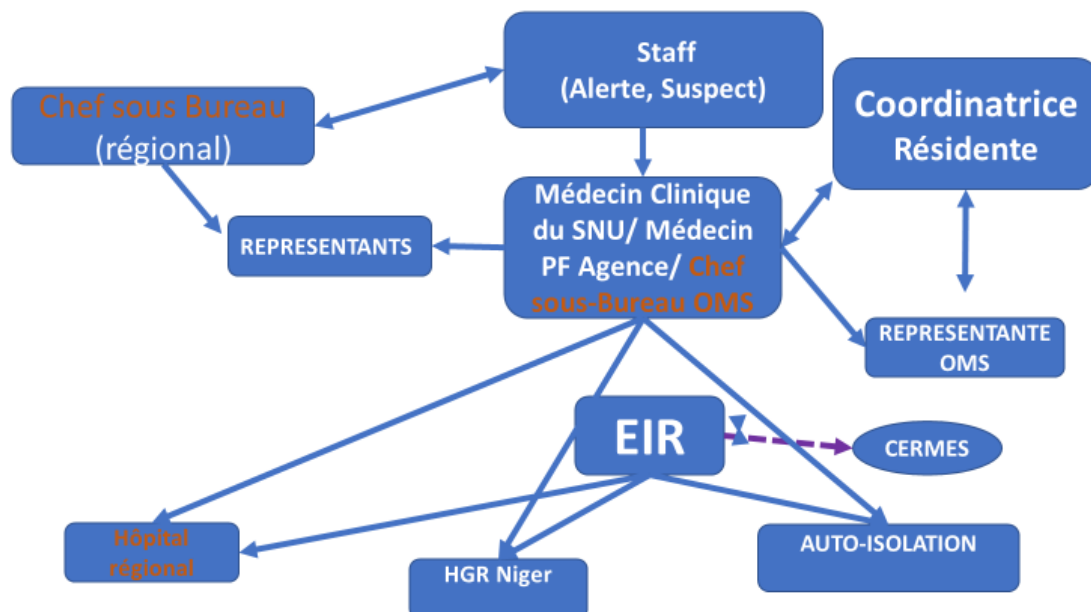 Staff
(Alerte, Suspect)
Chef sous Bureau
(régional)
Coordinatrice
Résidente
Médecin Clinique
du SNU/ Médecin
PF Agence/ Chef
sous-Bureau OMS
REPRESENTANTS
REPRESENTANTE
OMS
EIR
CERMES
Hôpital
régional
HGR Niger
AUTO-ISOLATION